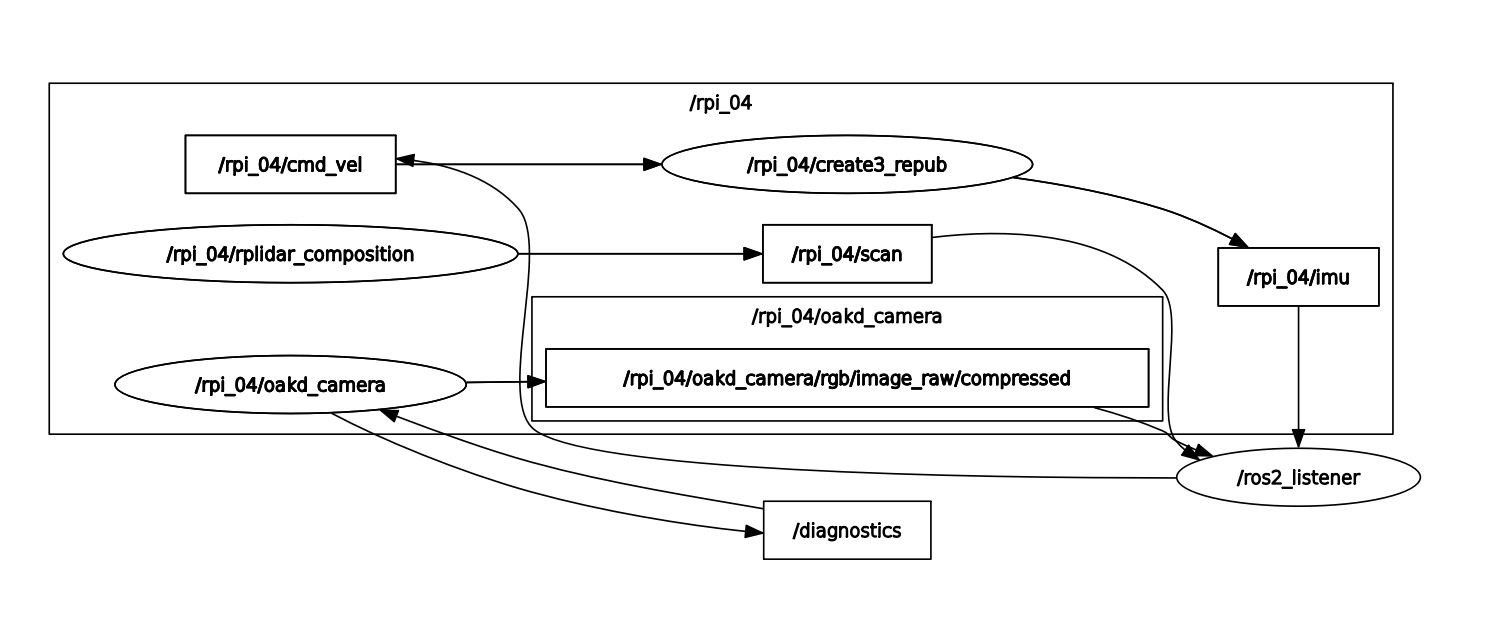 /rpi_04
/rpi_04/cmd_vel
/rpi_04/create3_repub
/rpi_04/rplidar_composition
/rpi_04/scan
/rpi_04/imu
/rpi_04/oakd_camera
/rpi_04/oakd_camera
/rpi_04/oakd_camera/rgb/image_raw/compressed
/ros2_listener
/diagnostics